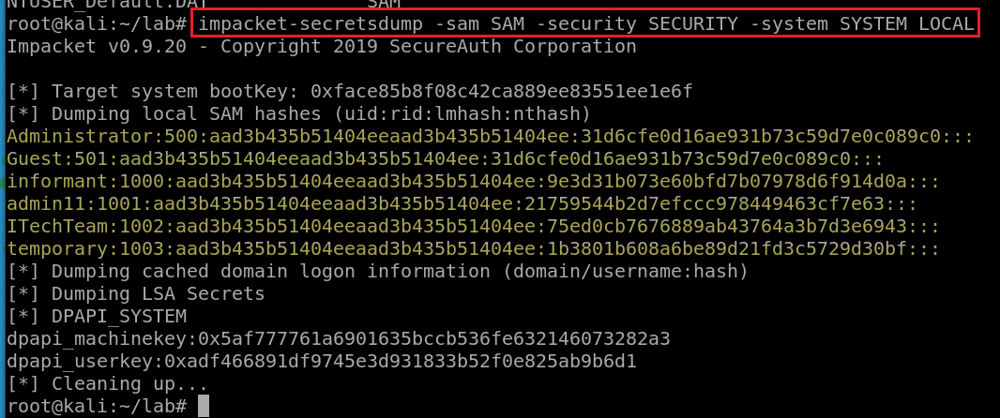 NTUSER_Default.DAT SAM
root@kali:~/lab# impacket-secretsdump -sam SAM -security SECURITY -system SYSTEM LOCAL
Impacket v0.9.20 - Copyright 2019 SecureAuth Corporation
[*] Target system bootKey: 0xface85b8f08c42ca889ee83551ee1e6f
[*] Dumping local SAM hashes (uid:rid:lmhash:nthash)
Administrator:500:aad3b435b51404eeaad3b435b51404ee:31d6cfe0d16ae931b73c59d7e0c089c0:::
Guest:501:aad3b435b51404eeaad3b435b51404ee:31d6cfe0d16ae931b73c59d7e0c089c0:::
informant:1000:aad3b435b51404eeaad3b435b51404ee:9e3d31b073e60bfd7b07978d6f914d0a:::
admin11:1001:aad3b435b51404eeaad3b435b51404ee:21759544b2d7efccc978449463cf7e63:::
ITechTeam:1002:aad3b435b51404eeaad3b435b51404ee:75ed0cb7676889ab43764a3b7d3e6943:::
temporary:1003:aad3b435b51404eeaad3b435b51404ee:1b3801b608a6be89d21fd3c5729d30bf:::
[*] Dumping cached domain logon information (domain/username:hash)
[*] Dumping LSA Secrets
[*] DPAPI_SYSTEM
dpapi_machinekey:0x5af777761a6901635bccb536fe632146073282a3
dpapi_userkey:0xadf466891df9745e3d931833b52f0e825ab9b6d1
[*] Cleaning up...
root@kali:~/lab#